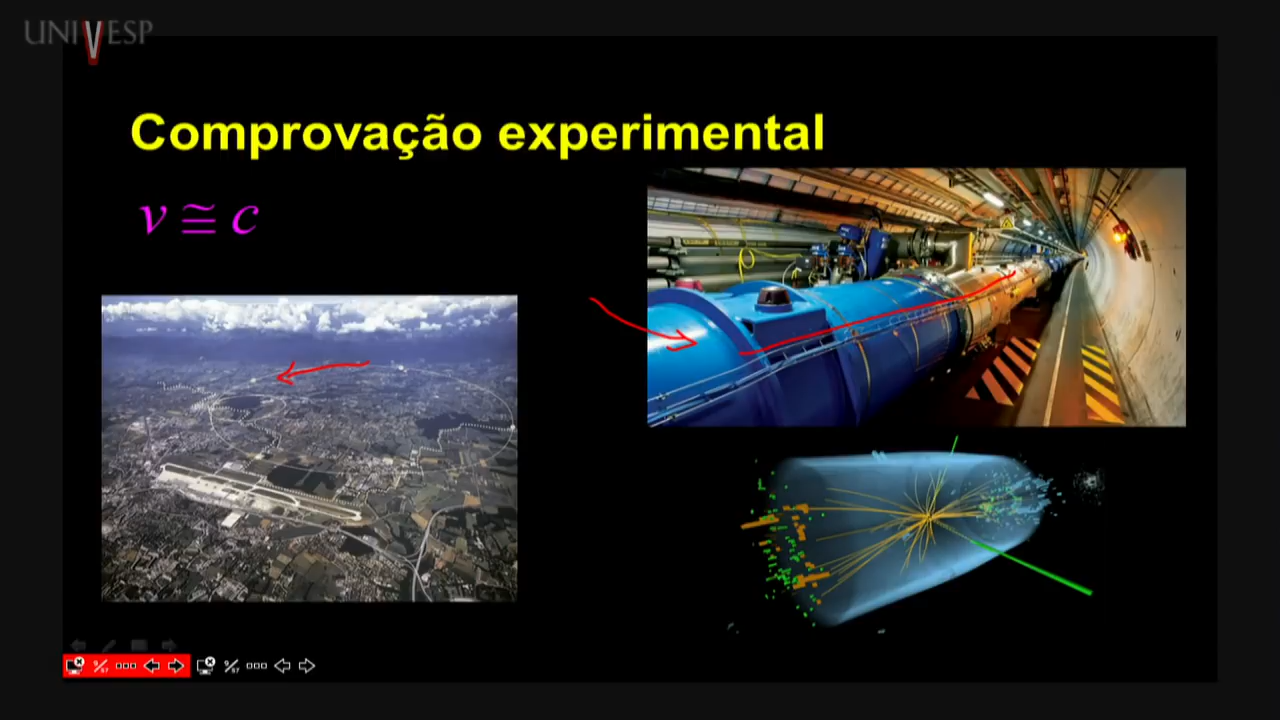 UNIVESP
Comprovação experimental
v ≅ c